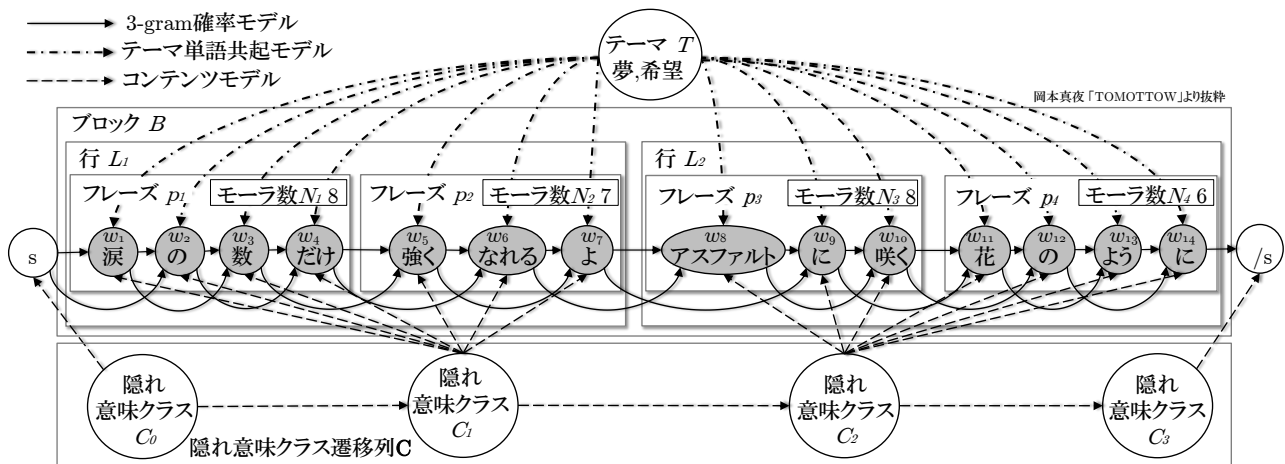 3-gram確率モデル
テーマ単語共起モデル
コンテンツモデル
テーマ T
夢,希望
岡本真夜「TOMOTTOW」より抜粋
ブロック B
行 L1
行 L2
フレーズ p1
モーラ数N1 8
フレーズ p2
モーラ数N2 7
フレーズ p3
モーラ数N3 8
フレーズ p4
モーラ数N4 6
s
w1
涙
w2
の
w3
数
w4
だけ
w5
強く
w6
なれる
w7
よ
w8
アスファルト
w9
に
w10
咲く
w11
花
w12
の
w13
よう
w14
に
/s
隠れ
意味クラス
C0
隠れ
意味クラス
C1
隠れ
意味クラス
C2
隠れ
意味クラス
C3
隠れ意味クラス遷移列C